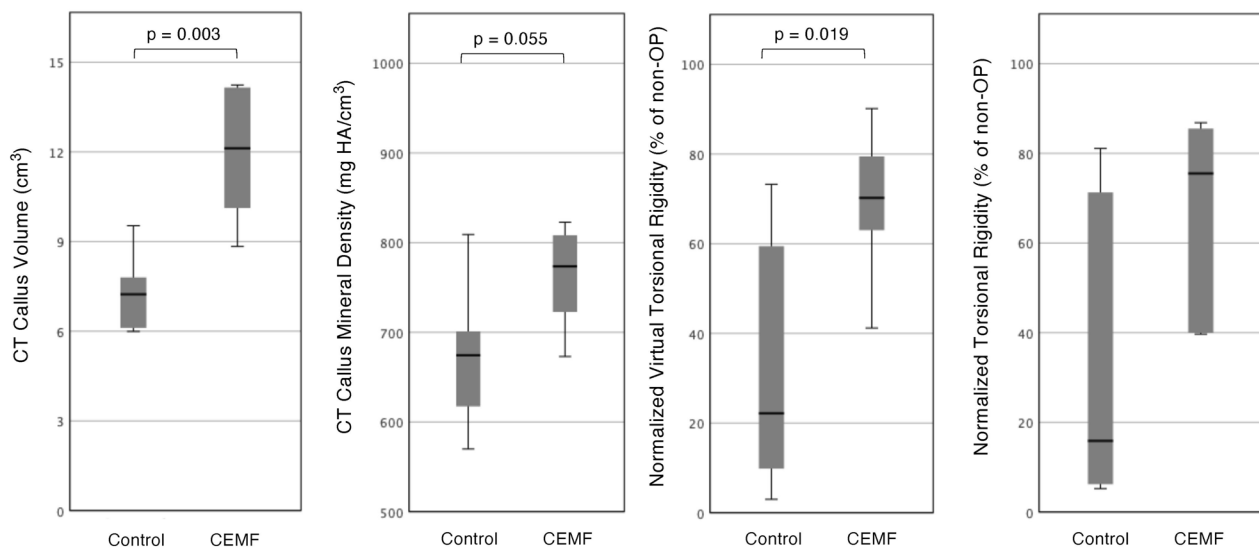 p = 0.003
CT Callus Volume (cm³)
15
12
9
6
3
0
Control
CEMF
p = 0.055
CT Callus Mineral Density (mg HA/cm³)
1000
900
800
700
600
500
Control
CEMF
p = 0.019
Normalized Virtual Torsional Rigidity (% of non-OP)
100
80
60
40
20
0
Control
CEMF
Normalized Torsional Rigidity (% of non-OP)
100
80
60
40
20
0
Control
CEMF